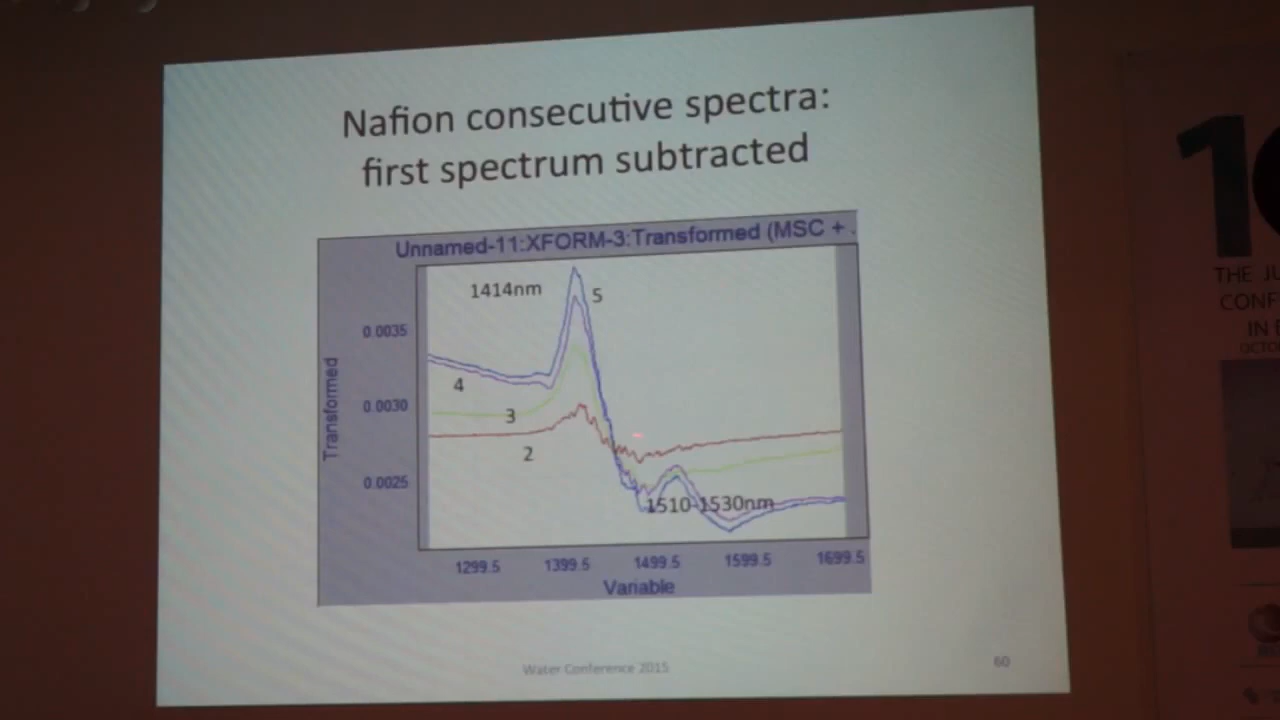 Nafion consecutive spectra:
first spectrum subtracted
Unnamed-11:XFORM-3:Transformed (MSC + .
1414nm
5
0.0035
4
0.0030
3
2
0.0025
1510-1530nm
Transformed
1299.5 1399.5 1499.5 1599.5 1699.5
Variable
Water Conference 2015
60
THE
IN